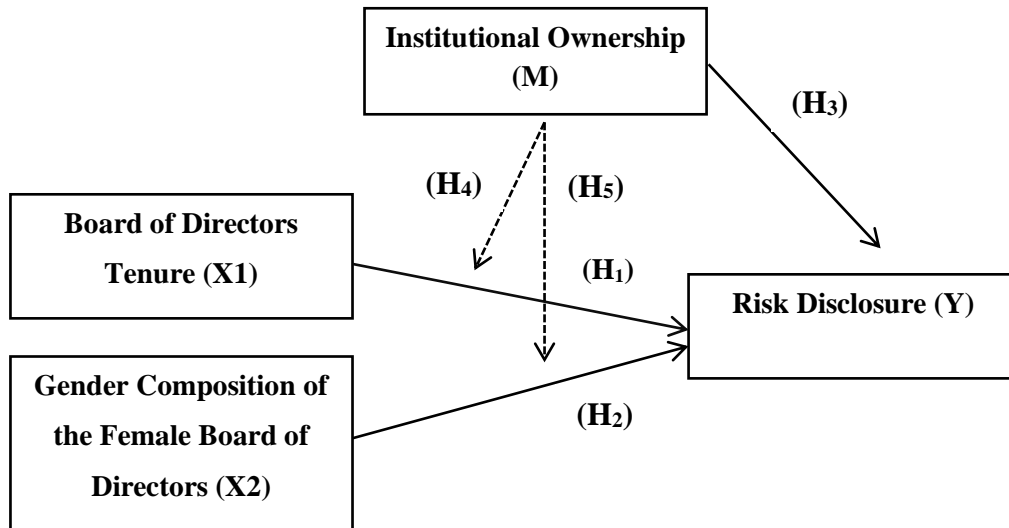 Institutional Ownership
(M)
(H₃)
(H₄)
(H₅)
Board of Directors
Tenure (X1)
(H₁)
Risk Disclosure (Y)
Gender Composition of
the Female Board of
Directors (X2)
(H₂)